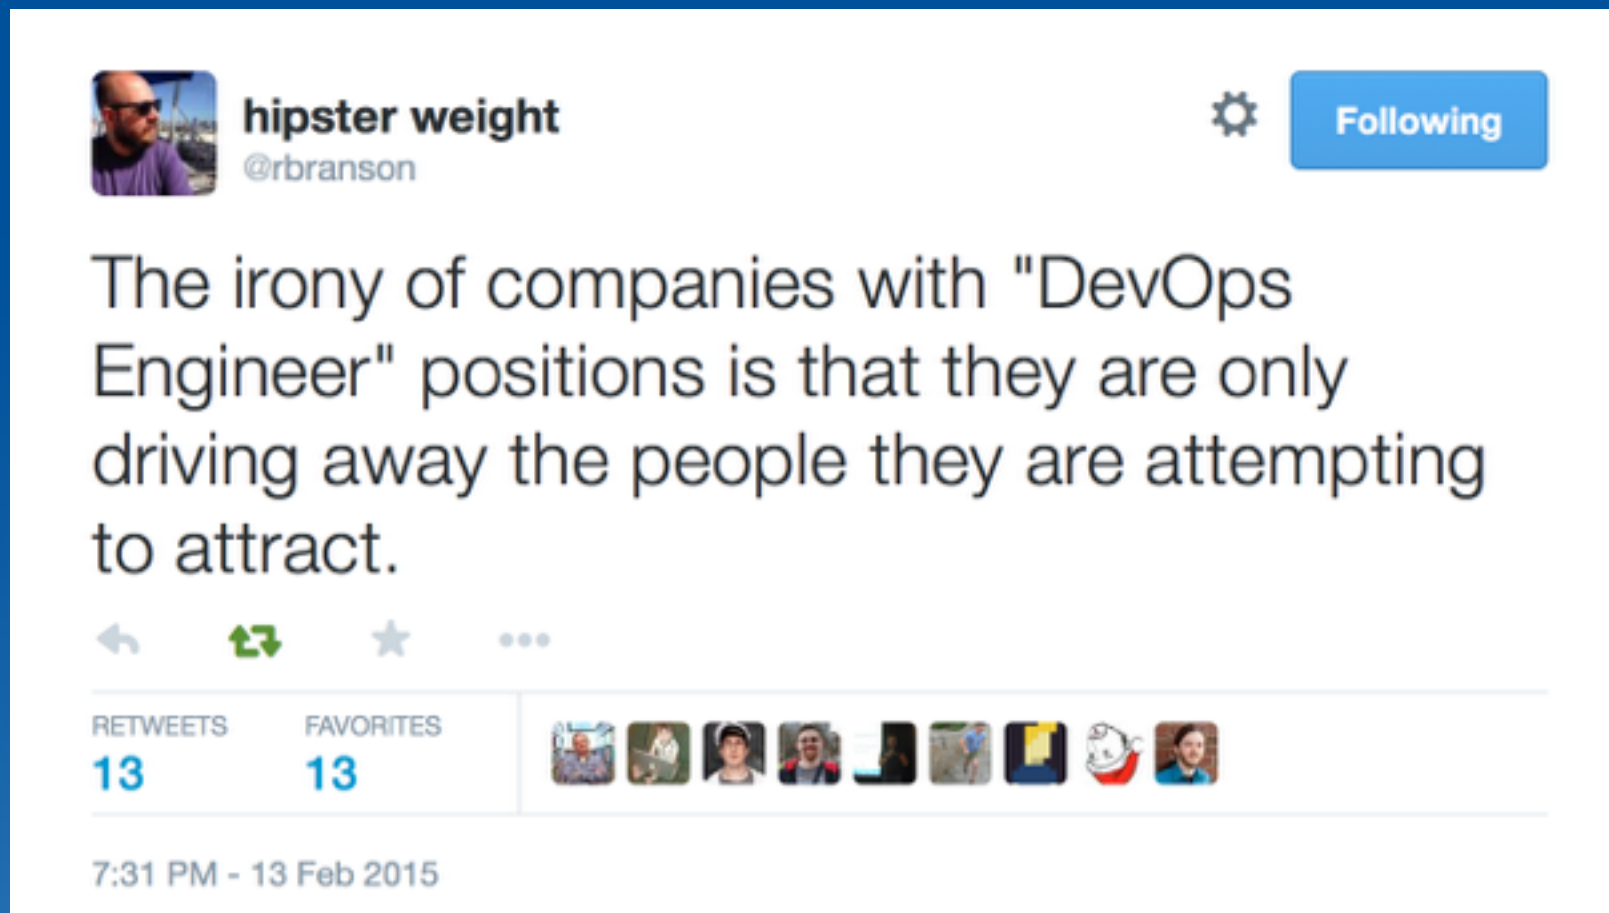 hipster weight
@rbranson
Following
The irony of companies with "DevOps
Engineer" positions is that they are only
driving away the people they are attempting
to attract.
RETWEETS FAVORITES
13 13
7:31 PM - 13 Feb 2015